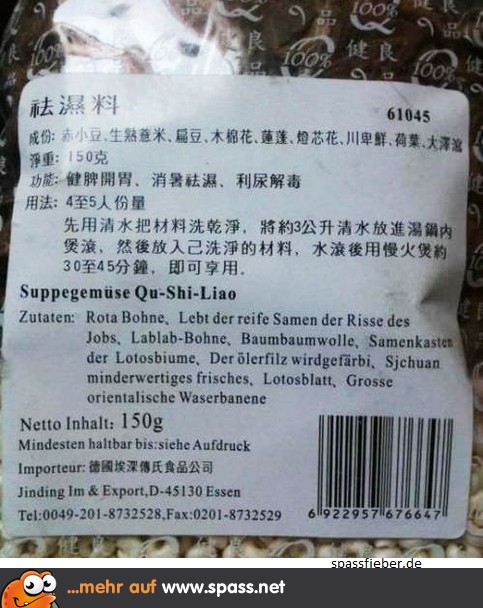 100%
品
健良
祛濕料
61045
成份: 赤小豆、生熟薏米、扁豆、木棉花、蓮蓬、燈芯花、川卑鮮、荷葉、大澤瀉
淨重: 150克
功能: 健脾開胃、消暑祛濕、利尿解毒
用法: 4至5人份量
先用清水把材料洗乾淨，將約3公升清水放進湯鍋內
煲滾，然後放入己洗淨的材料，水滾後用慢火煲約
30至45分鐘，即可享用.
Suppegemüse Qu-Shi-Liao
Zutaten: Rota Bohne、Lebt der reife Samen der Risse des
Jobs、Lablab-Bohne、Baumbaumwolle、Samenkasten
der Lotosbiume、Der ölerfilz wirdgefärbi、Sjchuan
minderwertiges frisches、Lotosblatt、Grosse
orientalische Waserbanene
Netto Inhalt: 150g
Mindesten haltbar bis:siehe Aufdruck
Importeur: 德國埃深傳氏食品公司
Jinding Im & Export,D-45130 Essen
Tel:0049-201-8732528,Fax:0201-8732529
6 922957 676647
spassfieber.de
...mehr auf www.spass.net